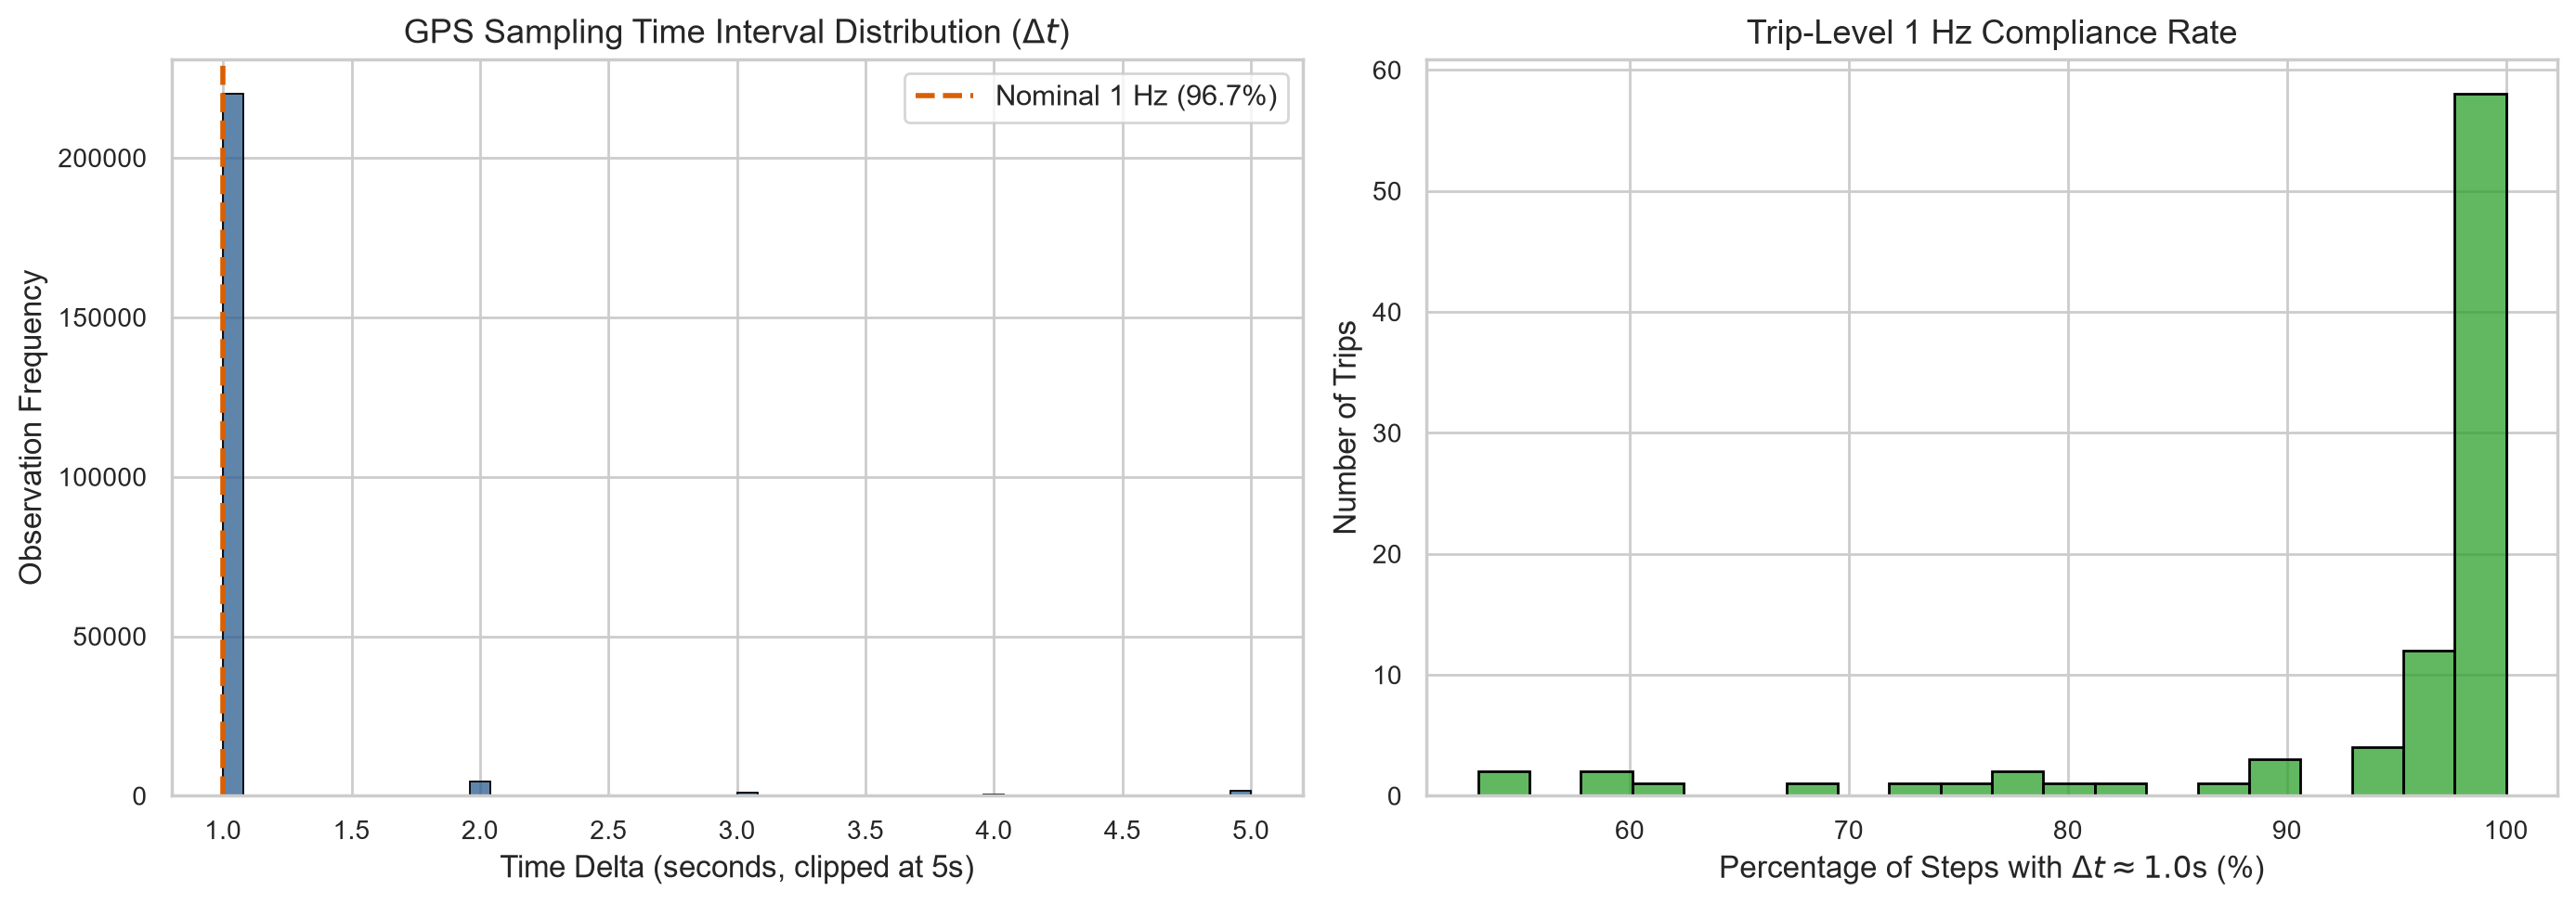 GPS Sampling Time Interval Distribution (Δt)
Nominal 1 Hz (96.7%)
Observation Frequency
200000
150000
100000
50000
0
1.0 1.5 2.0 2.5 3.0 3.5 4.0 4.5 5.0
Time Delta (seconds, clipped at 5s)
Trip-Level 1 Hz Compliance Rate
Number of Trips
60
50
40
30
20
10
0
60 70 80 90 100
Percentage of Steps with Δt ≈ 1.0s (%)